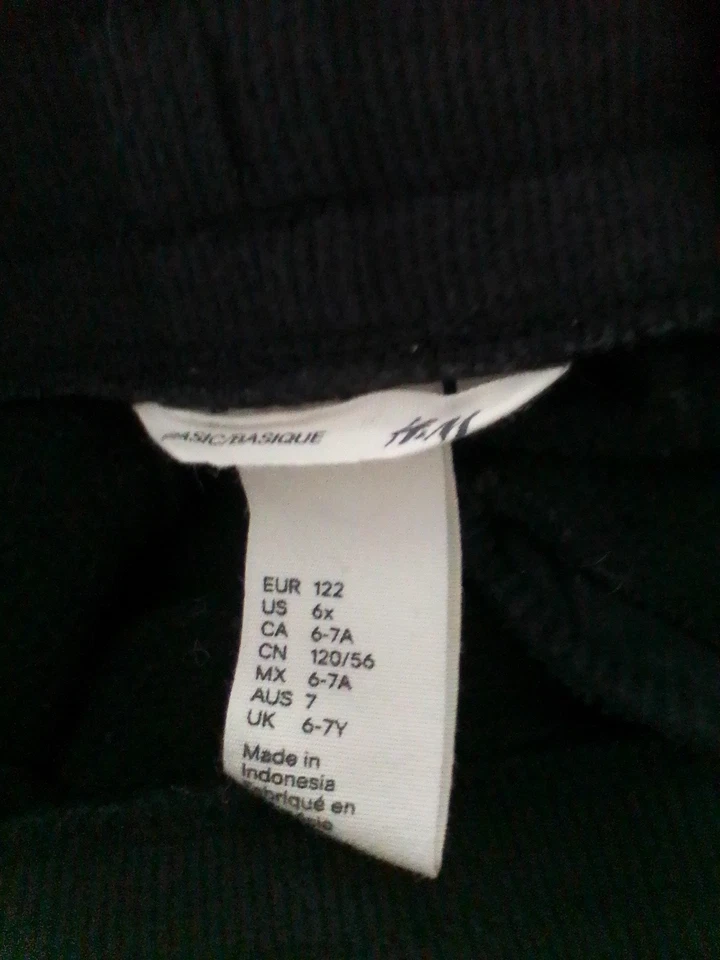 BASIC/BASIQUE H&M
EUR 122
US 6x
CA 6-7A
CN 120/56
MX 6-7A
AUS 7
UK 6-7Y
Made in
Indonesia
Fabriqué en